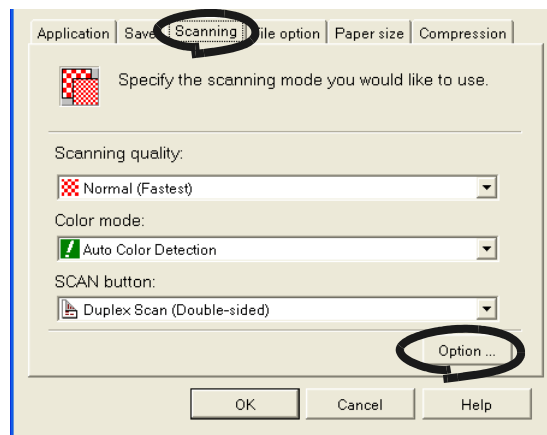 Application Save Scanning ile option Paper size Compression
Specify the scanning mode you would like to use.
Scanning quality:
Normal (Fastest)
Color mode:
Auto Color Detection
SCAN button:
Duplex Scan (Double-sided)
Option ...
OK Cancel Help